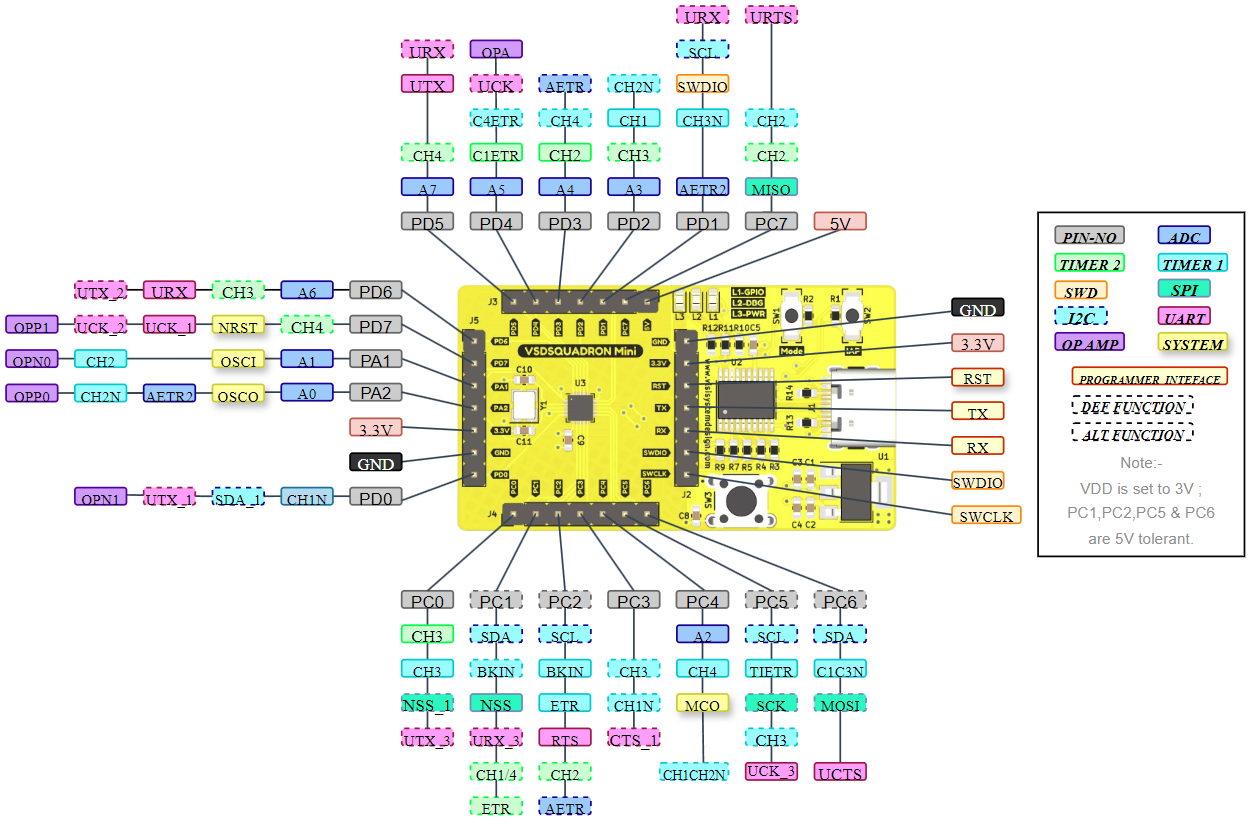 URX URTS
URX OPA SCL
UTX UCK AETR CH2N SWDIO
C4ETR CH4 CH1 CH3N CH2
CH4 C1ETR CH2 CH3 CH2
A7 A5 A4 A3 AETR2 MISO
PD5 PD4 PD3 PD2 PD1 PC7 5V
UTX_2 URX CH3 A6 PD6
OPP1 UCK_2 UCK_1 NRST CH4 PD7
OPN0 CH2 OSCI A1 PA1
OPP0 CH2N AETR2 OSCO A0 PA2
3.3V
GND
OPN1 UTX_1 SDA_1 CH1N PD0
J3
PD5 PD4 PD3 PD2 PD1 PC7 5V
L1-GPIO
L2-DBG
L3-PWR
L3 L2 L1
R12R11R10C5
SW1 R2 R1 SW2
Mode
J5
PD6
PD7
PA1
PA2
3.3V
GND
PD0
VSDSQUADRON Mini
C10
Y1
C11
U3
C9
GND
3.3V
RST
TX
RX
SWDIO
SWCLK
J2
www.vlsisystemdesign.com
U2
R14
R13
J1
R9 R7 R5 R4 R3
C3 C1
U1
SW3
C8
C4 C2
J4
PC0 PC1 PC2 PC3 PC4 PC5 PC6
GND
3.3V
RST
TX
RX
SWDIO
SWCLK
PC0 PC1 PC2 PC3 PC4 PC5 PC6
CH3 SDA SCL A2 SCL SDA
CH3 BKIN BKIN CH3 CH4 TIETR C1C3N
NSS_1 NSS ETR CH1N MCO SCK MOSI
UTX_3 URX_3 RTS CTS_1 CH3
CH1/4 CH2 CH1CH2N UCK_3 UCTS
ETR AETR
PIN-NO ADC
TIMER 2 TIMER 1
SWD SPI
I2C UART
OP AMP SYSTEM
PROGRAMMER INTEFACE
DEF FUNCTION
ALT FUNCTION
Note:-
VDD is set to 3V ;
PC1,PC2,PC5 & PC6
are 5V tolerant.